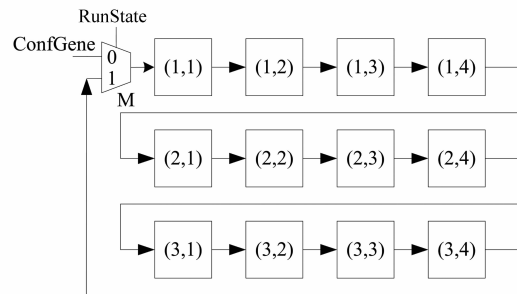 RunState
ConfGene
0
1
M
(1,1) (1,2) (1,3) (1,4)
(2,1) (2,2) (2,3) (2,4)
(3,1) (3,2) (3,3) (3,4)